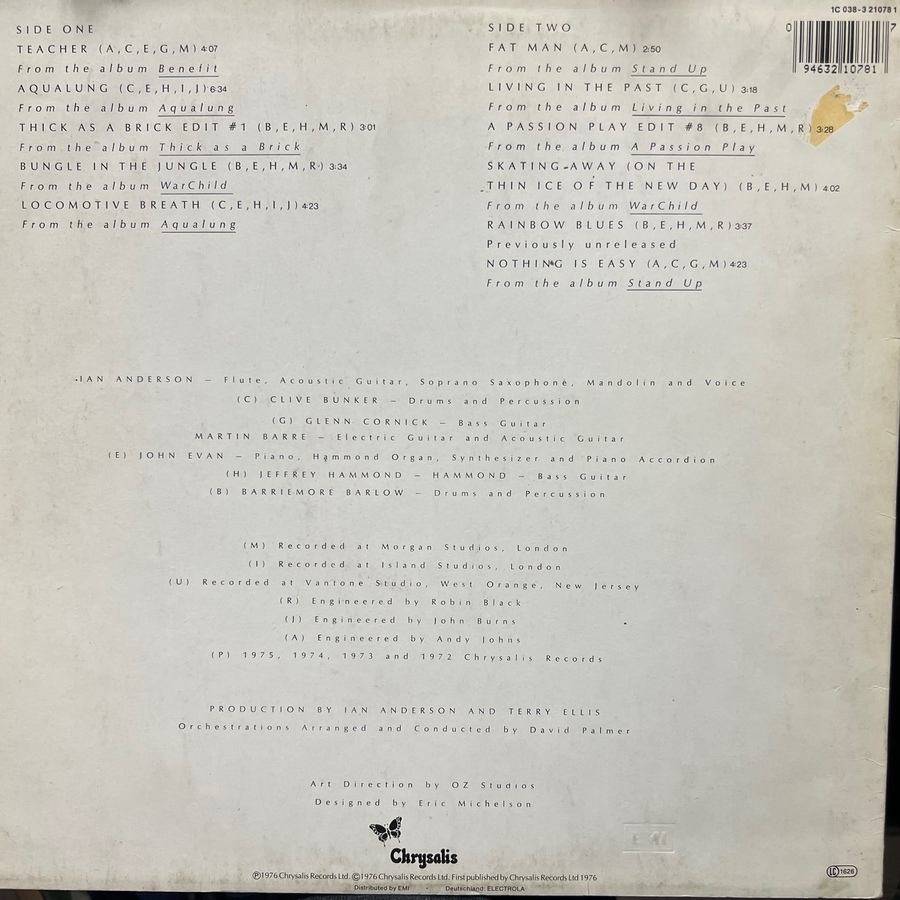 1C 038-3 21078 1
0 94632 10781 7
SIDE ONE
TEACHER (A,C,E,G,M) 4:07
From the album Benefit
AQUALUNG (C,E,H,I,J) 6:34
From the album Aqualung
THICK AS A BRICK EDIT #1 (B,E,H,M,R) 3:01
From the album Thick as a Brick
BUNGLE IN THE JUNGLE (B,E,H,M,R) 3:34
From the album WarChild
LOCOMOTIVE BREATH (C,E,H,I,J) 4:23
From the album Aqualung
SIDE TWO
FAT MAN (A,C,M) 2:50
From the album Stand Up
LIVING IN THE PAST (C,G,U) 3:18
From the album Living in the Past
A PASSION PLAY EDIT #8 (B,E,H,M,R) 3:28
From the album A Passion Play
SKATING AWAY (ON THE
THIN ICE OF THE NEW DAY) (B,E,H,M) 4:02
From the album WarChild
RAINBOW BLUES (B,E,H,M,R) 3:37
Previously unreleased
NOTHING IS EASY (A,C,G,M) 4:23
From the album Stand Up
IAN ANDERSON – Flute, Acoustic Guitar, Soprano Saxophone, Mandolin and Voice
(C) CLIVE BUNKER – Drums and Percussion
(G) GLENN CORNICK – Bass Guitar
MARTIN BARRE – Electric Guitar and Acoustic Guitar
(E) JOHN EVAN – Piano, Hammond Organ, Synthesizer and Piano Accordion
(H) JEFFREY HAMMOND – HAMMOND – Bass Guitar
(B) BARRIEMORE BARLOW – Drums and Percussion
(M) Recorded at Morgan Studios, London
(I) Recorded at Island Studios, London
(U) Recorded at Vantone Studio, West Orange, New Jersey
(R) Engineered by Robin Black
(J) Engineered by John Burns
(A) Engineered by Andy Johns
(P) 1975, 1974, 1973 and 1972 Chrysalis Records
PRODUCTION BY IAN ANDERSON AND TERRY ELLIS
Orchestrations Arranged and Conducted by David Palmer
Art Direction by OZ Studios
Designed by Eric Michelson
Chrysalis
EMI
℗1976 Chrysalis Records Ltd. ©1976 Chrysalis Records Ltd. First published by Chrysalis Records Ltd 1976
Distributed by EMI · Deutschland: ELECTROLA
LC 1626